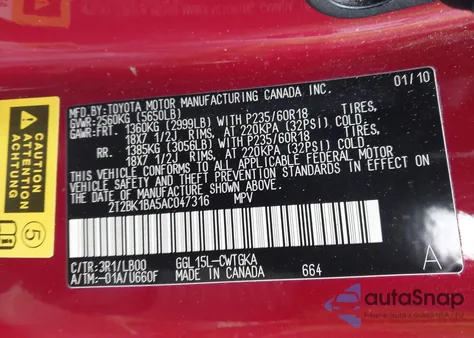 MFD. BY: TOYOTA MOTOR MANUFACTURING CANADA INC. 01/10
GVWR: 2560KG (5650LB)
GAWR: FRT. 1360KG (2999LB) WITH P235/60R18 TIRES,
18X7 1/2J RIMS, AT 220KPA (32PSI) COLD
RR. 1385KG (3056LB) WITH P235/60R18 TIRES,
18X7 1/2J RIMS, AT 220KPA (32PSI) COLD
THIS VEHICLE CONFORMS TO ALL APPLICABLE FEDERAL MOTOR
VEHICLE SAFETY, BUMPER, AND THEFT PREVENTION STANDARDS IN EFFECT ON
THE DATE OF MANUFACTURE SHOWN ABOVE.
2T2BK1BA5AC047316 MPV
C/TR: 3R1/LB00 GGL15L-CWTGKA
A/TM: -01A/U660F MADE IN CANADA 664
A
CAUTION
ATTENTION
ACHTUNG
5
autoSnap